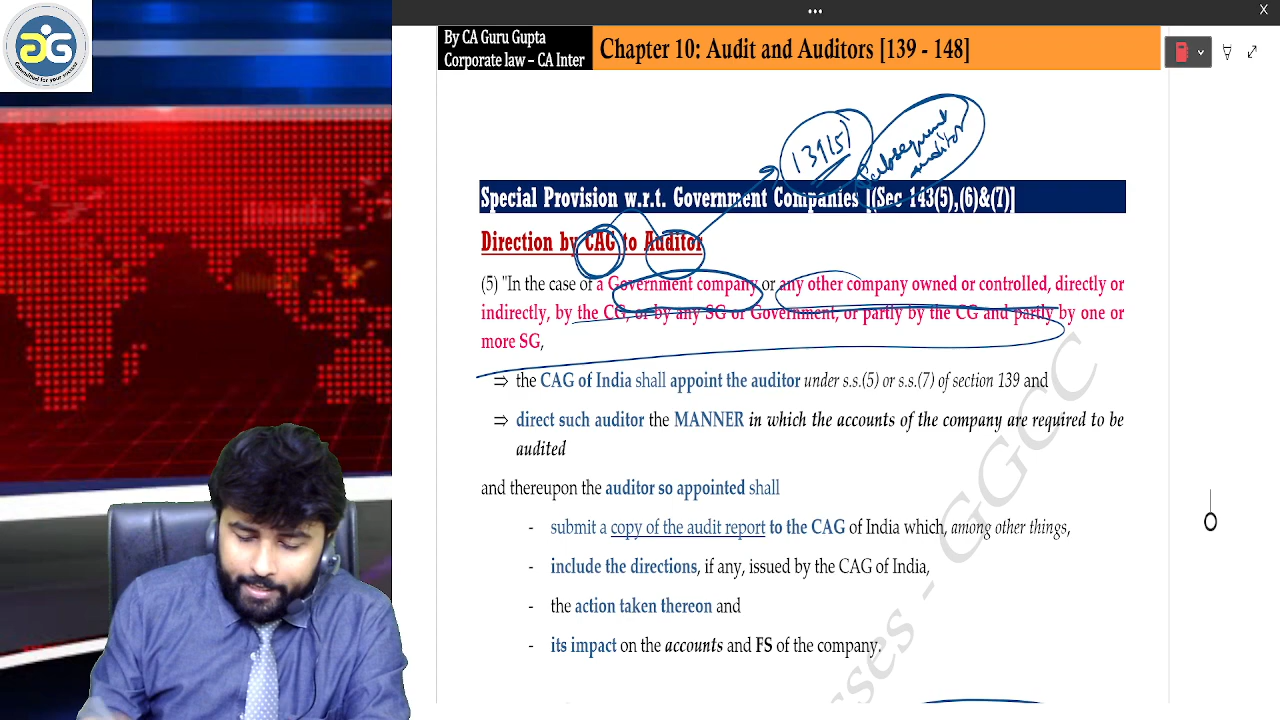 ...
X
By CA Guru Gupta
Corporate law – CA Inter
Chapter 10: Audit and Auditors [139 - 148]
139(5)
Subsequent
auditor
Special Provision w.r.t. Government Companies [(Sec 143(5),(6)&(7)]
Direction by CAG to Auditor
(5) "In the case of a Government company or any other company owned or controlled, directly or
indirectly, by the CG, or by any SG or Government, or partly by the CG and partly by one or
more SG,
⇒ the CAG of India shall appoint the auditor under s.s.(5) or s.s.(7) of section 139 and
⇒ direct such auditor the MANNER in which the accounts of the company are required to be
audited
and thereupon the auditor so appointed shall
- submit a copy of the audit report to the CAG of India which, among other things,
- include the directions, if any, issued by the CAG of India,
- the action taken thereon and
- its impact on the accounts and FS of the company.
sses - GGCC